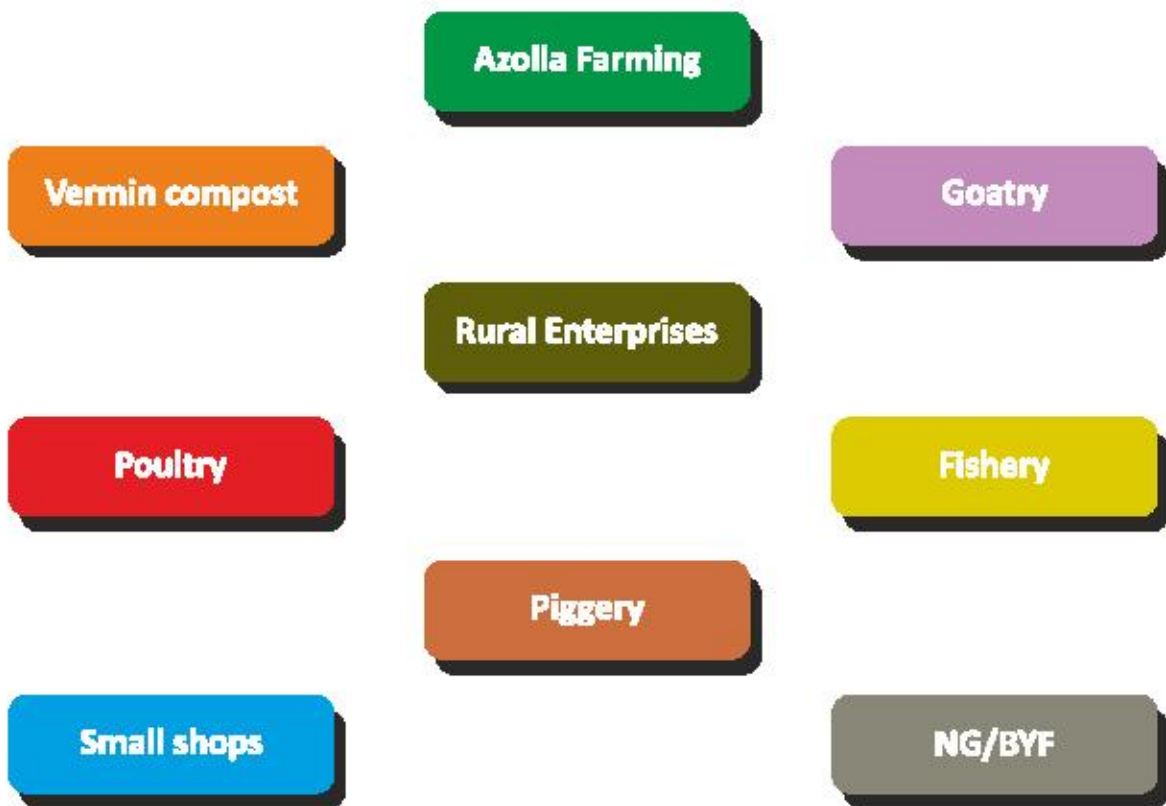 Azolla Farming
Vermin compost
Goatry
Rural Enterprises
Poultry
Fishery
Piggery
Small shops
NG/BYF